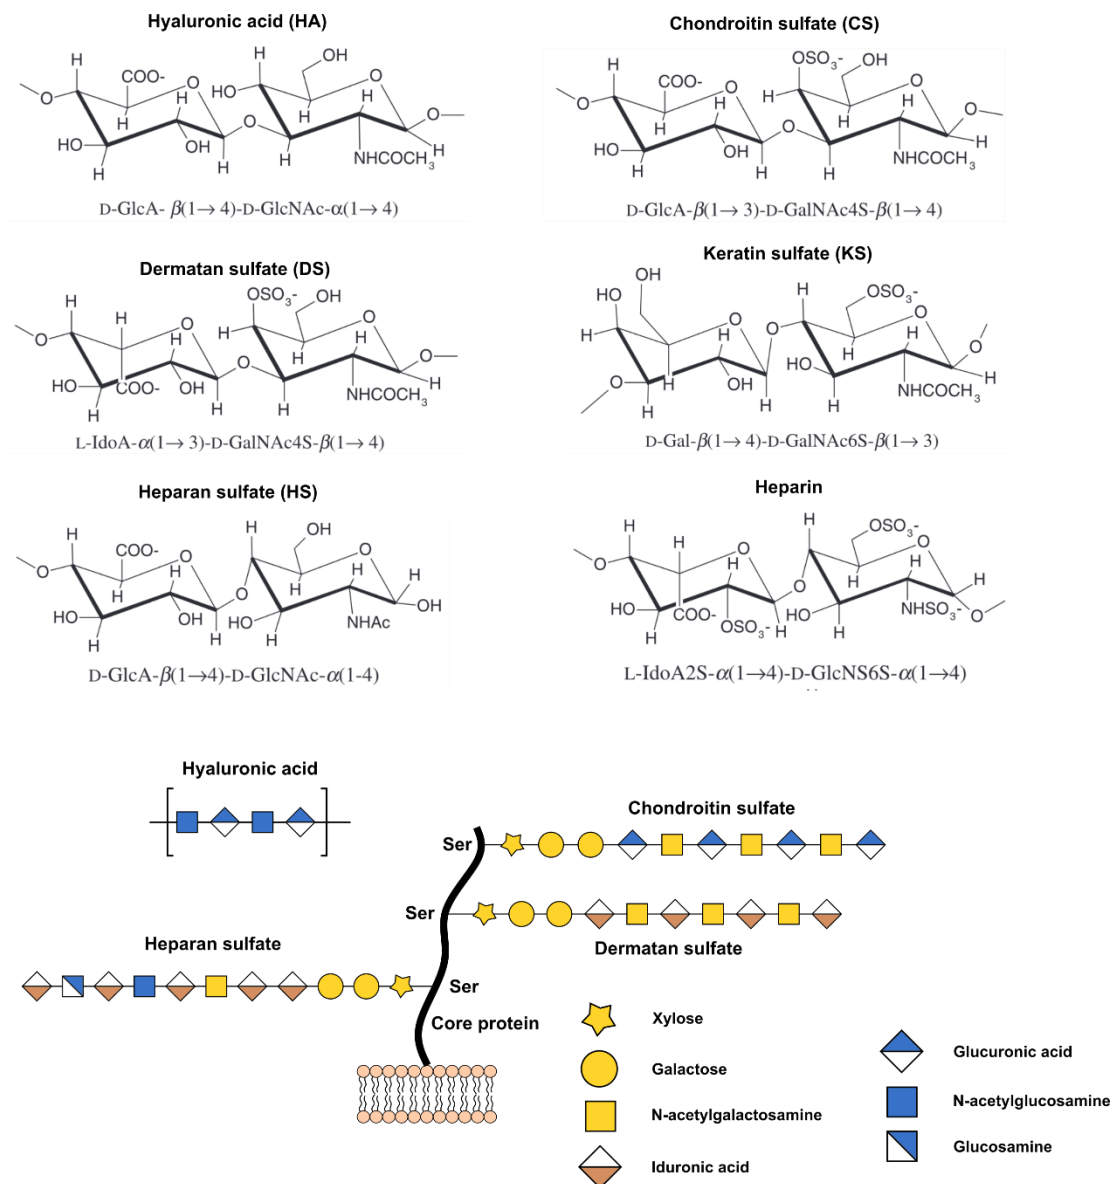 Hyaluronic acid (HA)
H
COO-
O
H
H
O
HO
OH
H
H
O
H
HO
OH
O
H
H
H
NHCOCH3
O
H
D-GlcA- β(1→ 4)-D-GlcNAc-α(1→ 4)
Chondroitin sulfate (CS)
H
COO-
O
H
H
O
HO
OH
H
H
O
OSO3-
OH
H
O
H
H
H
NHCOCH3
O
H
D-GlcA-β(1→ 3)-D-GalNAc4S-β(1→ 4)
Dermatan sulfate (DS)
H
H
O
O
H
HO
COO-
OH
H
H
O
OSO3-
OH
H
O
H
H
H
NHCOCH3
O
H
L-IdoA-α(1→ 3)-D-GalNAc4S-β(1→ 4)
Keratin sulfate (KS)
OH
HO
H
O
O
H
H
OH
H
H
O
H
OSO3-
O
H
H
HO
H
NHCOCH3
O
H
D-Gal-β(1→ 4)-D-GalNAc6S-β(1→ 3)
Heparan sulfate (HS)
H
COO-
O
H
H
O
HO
OH
H
H
O
H
OH
O
H
H
HO
H
NHAc
H
OH
D-GlcA-β(1→4)-D-GlcNAc-α(1-4)
Heparin
H
O
O
H
HO
COO-
OSO3-
H
H
O
H
OSO3-
O
H
H
HO
H
NHSO3-
H
O
L-IdoA2S-α(1→4)-D-GlcNS6S-α(1→4)
Hyaluronic acid
Chondroitin sulfate
Ser
Ser
Dermatan sulfate
Heparan sulfate
Ser
Core protein
Xylose
Galactose
N-acetylgalactosamine
Iduronic acid
Glucuronic acid
N-acetylglucosamine
Glucosamine